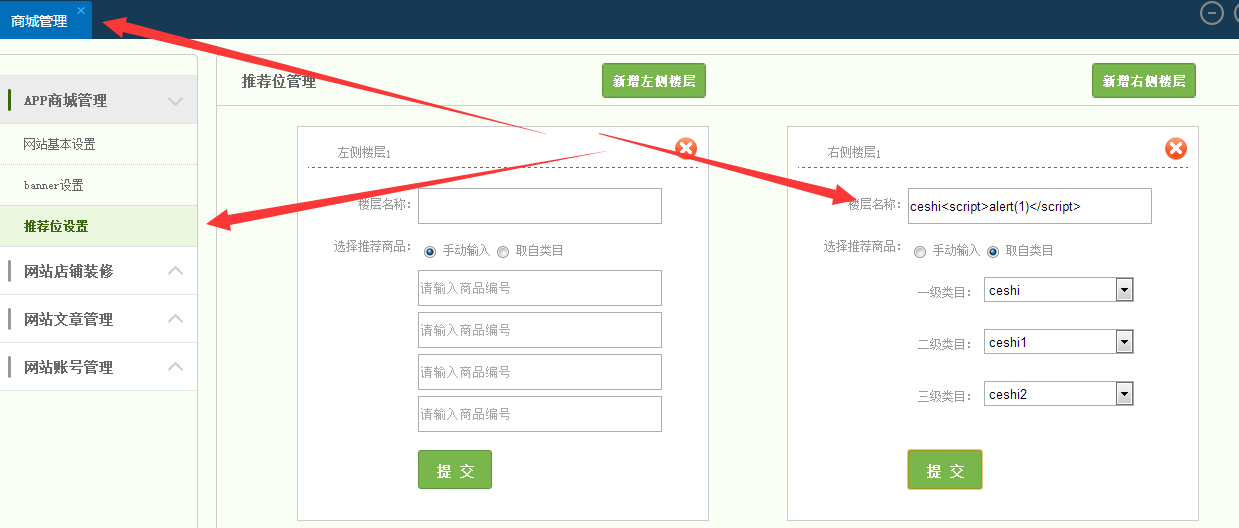 商城管理
APP商城管理
网站基本设置
banner设置
推荐位设置
网站店铺装修
网站文章管理
网站账号管理
推荐位管理
新增左侧楼层
新增右侧楼层
左侧楼层1
楼层名称:
选择推荐商品: 手动输入 取自类目
请输入商品编号
请输入商品编号
请输入商品编号
请输入商品编号
提 交
右侧楼层1
楼层名称: ceshi<script>alert(1)</script>
选择推荐商品: 手动输入 取自类目
一级类目: ceshi
二级类目: ceshi1
三级类目: ceshi2
提 交